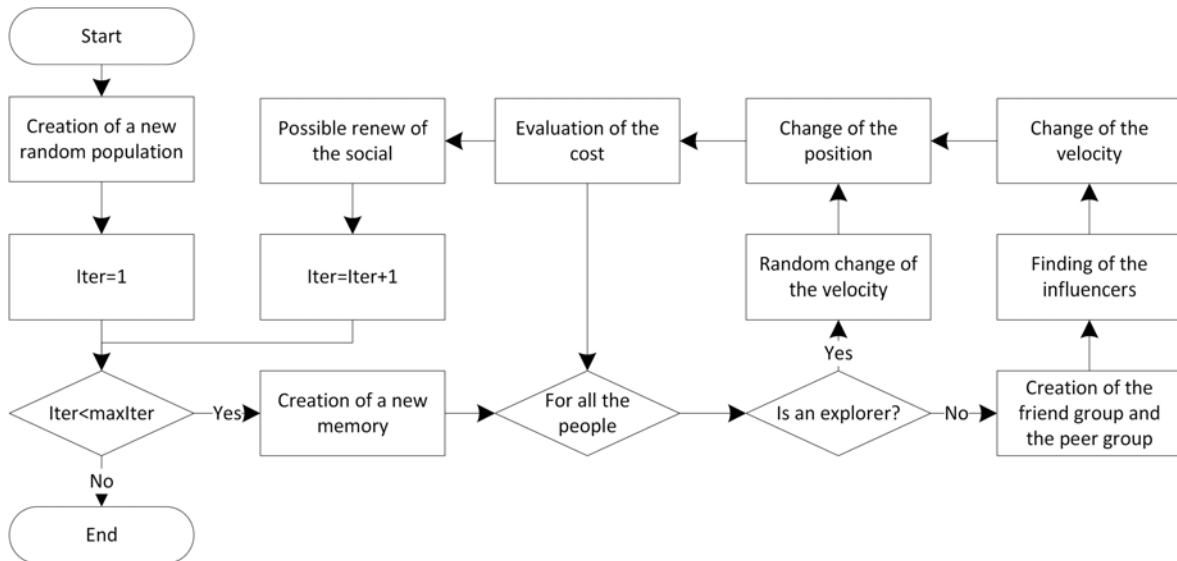 Start
Creation of a new
random population
Possible renew of
the social
Evaluation of the
cost
Change of the
position
Change of the
velocity
Iter=1
Iter=Iter+1
Random change of
the velocity
Finding of the
influencers
Yes
Iter<maxIter
Yes
Creation of a new
memory
For all the
people
Is an explorer?
No
Creation of the
friend group and
the peer group
No
End